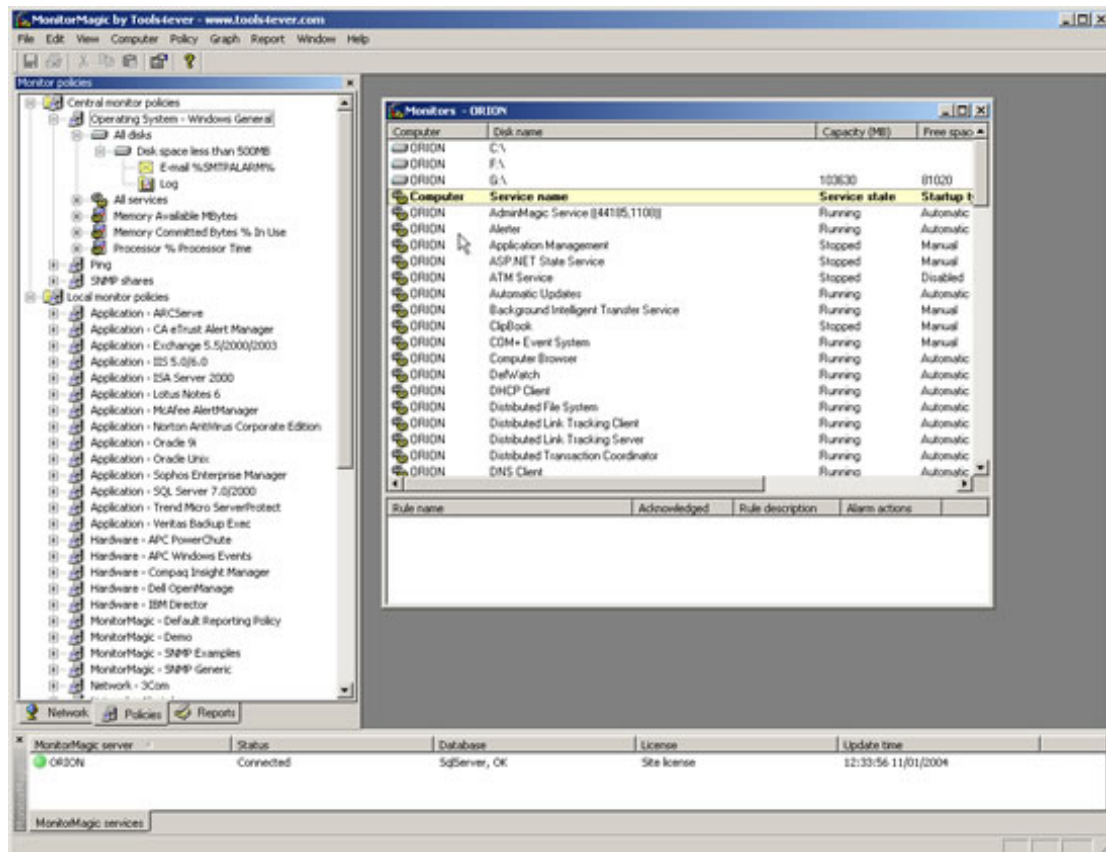 MonitorMagic by Tools4ever - www.tools4ever.com
File Edit View Computer Policy Graph Report Window Help
Monitor policies
Central monitor policies
Operating System - Windows General
All disks
Disk space less than 500MB
E-mail %SMTPALARM%
Log
All services
Memory Available MBytes
Memory Committed Bytes % In Use
Processor % Processor Time
Ping
SNMP shares
Local monitor policies
Application - ARCServe
Application - CA eTrust Alert Manager
Application - Exchange 5.5/2000/2003
Application - IIS 5.0/6.0
Application - ISA Server 2000
Application - Lotus Notes 6
Application - McAfee AlertManager
Application - Norton AntiVirus Corporate Edition
Application - Oracle 9i
Application - Oracle Unix
Application - Sophos Enterprise Manager
Application - SQL Server 7.0/2000
Application - Trend Micro ServerProtect
Application - Veritas Backup Exec
Hardware - APC PowerChute
Hardware - APC Windows Events
Hardware - Compaq Insight Manager
Hardware - Dell OpenManage
Hardware - IBM Director
MonitorMagic - Default Reporting Policy
MonitorMagic - Demo
MonitorMagic - SNMP Examples
MonitorMagic - SNMP Generic
Network - 3Com
Network Policies Reports
Monitors - ORION
Computer Disk name Capacity (MB) Free spac
ORION C:\
ORION F:\
ORION G:\ 103630 81020
Computer Service name Service state Startup t
ORION AdminMagic Service [[44185,1100]] Running Automatic
ORION Alerter Running Automatic
ORION Application Management Stopped Manual
ORION ASP.NET State Service Stopped Manual
ORION ATM Service Stopped Disabled
ORION Automatic Updates Running Automatic
ORION Background Intelligent Transfer Service Running Manual
ORION ClipBook Stopped Manual
ORION COM+ Event System Running Manual
ORION Computer Browser Running Automatic
ORION DefWatch Running Automatic
ORION DHCP Client Running Automatic
ORION Distributed File System Running Automatic
ORION Distributed Link Tracking Client Running Automatic
ORION Distributed Link Tracking Server Running Automatic
ORION Distributed Transaction Coordinator Running Automatic
ORION DNS Client Running Automatic
Rule name Acknowledged Rule description Alarm actions
MonitorMagic server Status Database License Update time
ORION Connected SqlServer, OK Site license 12:33:56 11/01/2004
MonitorMagic services